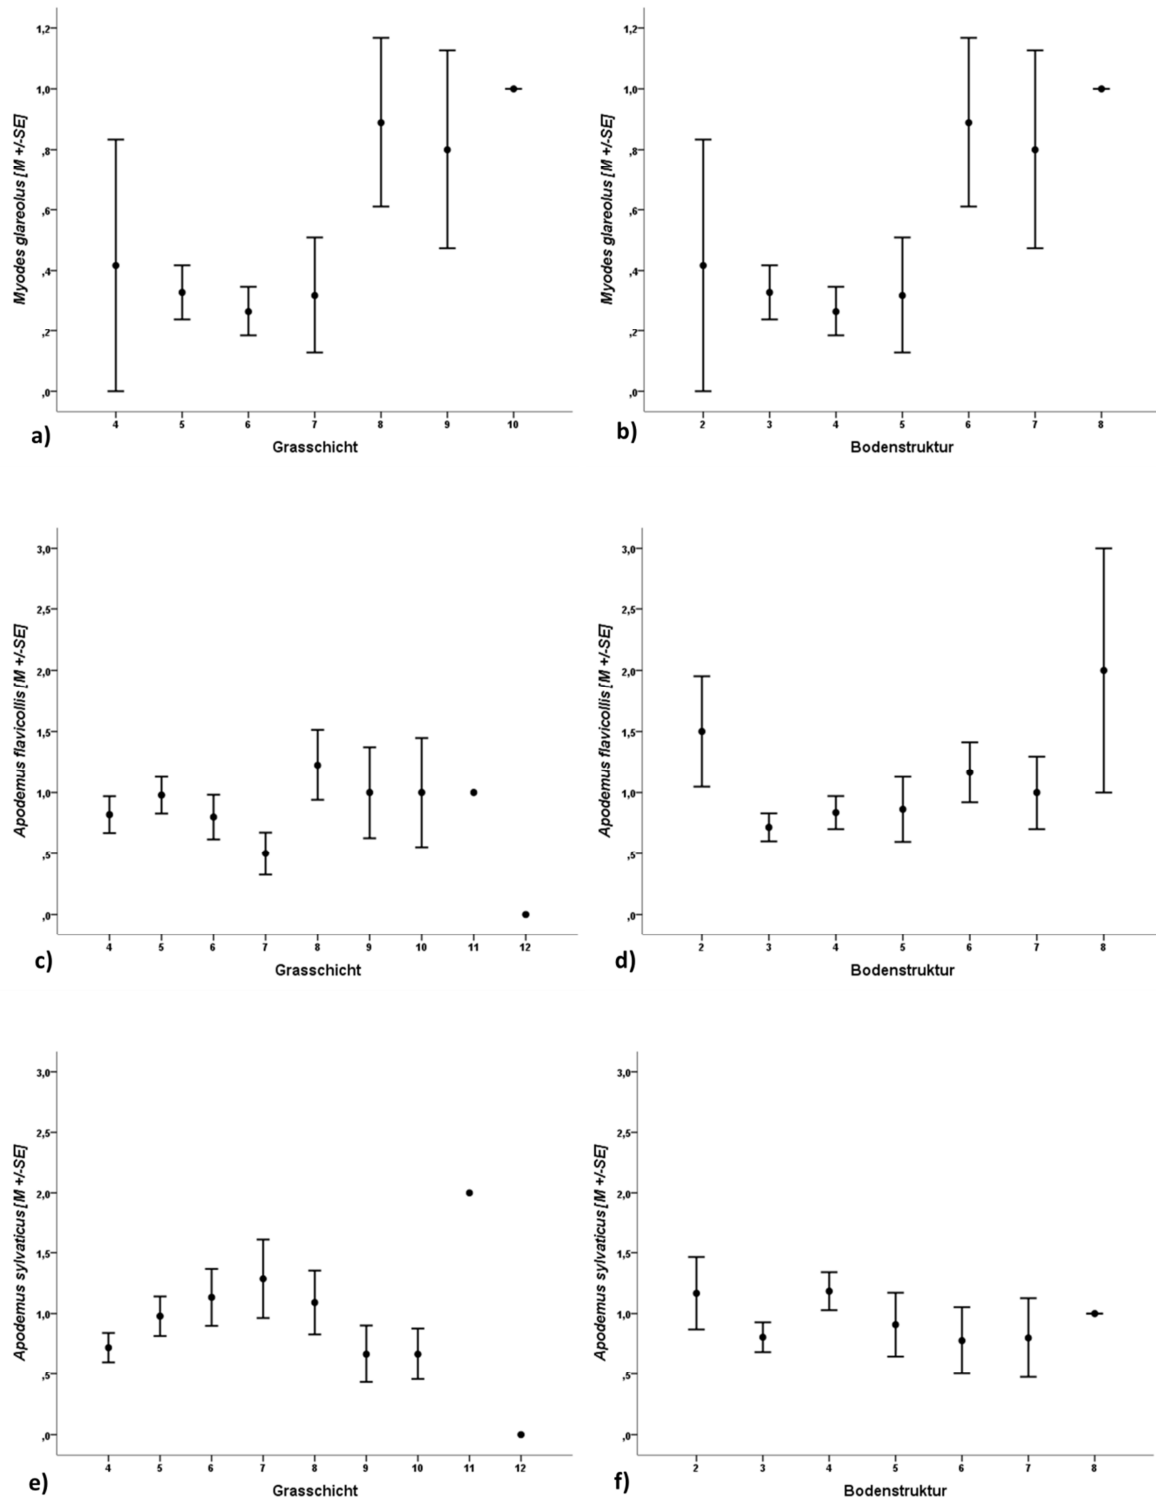 1,2
1,0
,8
,6
,4
,2
,0
Myodes glareolus [M +/-SE]
4 5 6 7 8 9 10
Grasschicht
a)
1,2
1,0
,8
,6
,4
,2
,0
Myodes glareolus [M +/-SE]
2 3 4 5 6 7 8
Bodenstruktur
b)
3,0
2,5
2,0
1,5
1,0
,5
,0
Apodemus flavicollis [M +/-SE]
4 5 6 7 8 9 10 11 12
Grasschicht
c)
3,0
2,5
2,0
1,5
1,0
,5
,0
Apodemus flavicollis [M +/-SE]
2 3 4 5 6 7 8
Bodenstruktur
d)
3,0
2,5
2,0
1,5
1,0
,5
,0
Apodemus sylvaticus [M +/-SE]
4 5 6 7 8 9 10 11 12
Grasschicht
e)
3,0
2,5
2,0
1,5
1,0
,5
,0
Apodemus sylvaticus [M +/-SE]
2 3 4 5 6 7 8
Bodenstruktur
f)